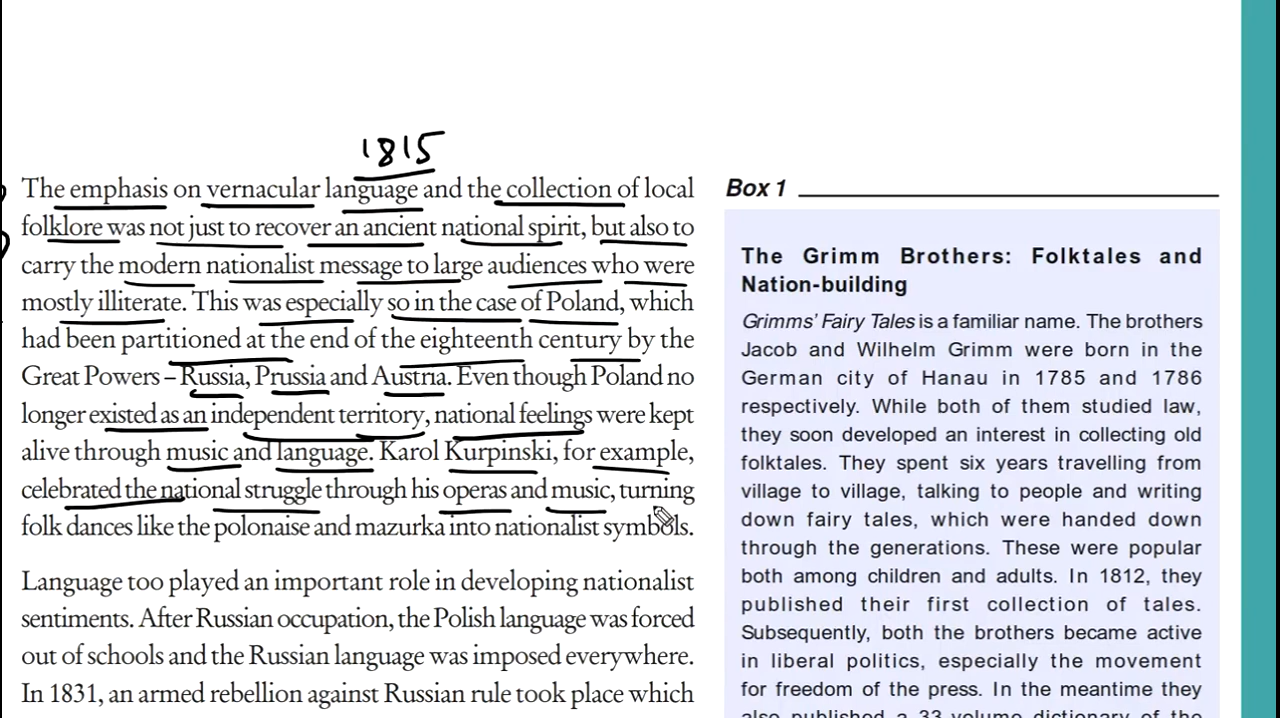 1815
The emphasis on vernacular language and the collection of local
folklore was not just to recover an ancient national spirit, but also to
carry the modern nationalist message to large audiences who were
mostly illiterate. This was especially so in the case of Poland, which
had been partitioned at the end of the eighteenth century by the
Great Powers – Russia, Prussia and Austria. Even though Poland no
longer existed as an independent territory, national feelings were kept
alive through music and language. Karol Kurpinski, for example,
celebrated the national struggle through his operas and music, turning
folk dances like the polonaise and mazurka into nationalist symbols.
Language too played an important role in developing nationalist
sentiments. After Russian occupation, the Polish language was forced
out of schools and the Russian language was imposed everywhere.
In 1831, an armed rebellion against Russian rule took place which
Box 1
The Grimm Brothers: Folktales and
Nation-building
Grimms' Fairy Tales is a familiar name. The brothers
Jacob and Wilhelm Grimm were born in the
German city of Hanau in 1785 and 1786
respectively. While both of them studied law,
they soon developed an interest in collecting old
folktales. They spent six years travelling from
village to village, talking to people and writing
down fairy tales, which were handed down
through the generations. These were popular
both among children and adults. In 1812, they
published their first collection of tales.
Subsequently, both the brothers became active
in liberal politics, especially the movement
for freedom of the press. In the meantime they
also published a 33-volume dictionary of the